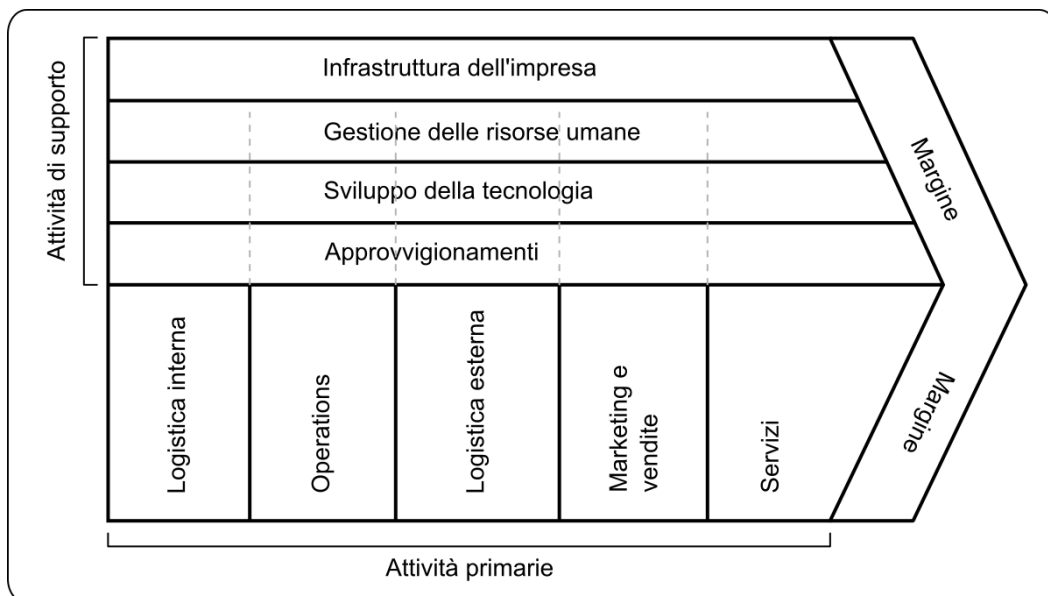 Attività di supporto
Infrastruttura dell'impresa
Gestione delle risorse umane
Sviluppo della tecnologia
Approvvigionamenti
Margine
Logistica interna
Operations
Logistica esterna
Marketing e
vendite
Servizi
Margine
Attività primarie